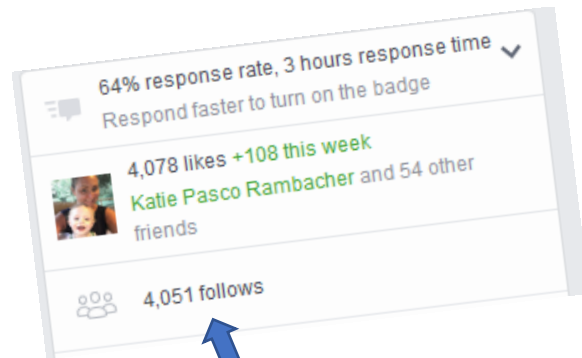 64% response rate, 3 hours response time
Respond faster to turn on the badge
4,078 likes +108 this week
Katie Pasco Rambacher and 54 other
friends
4,051 follows